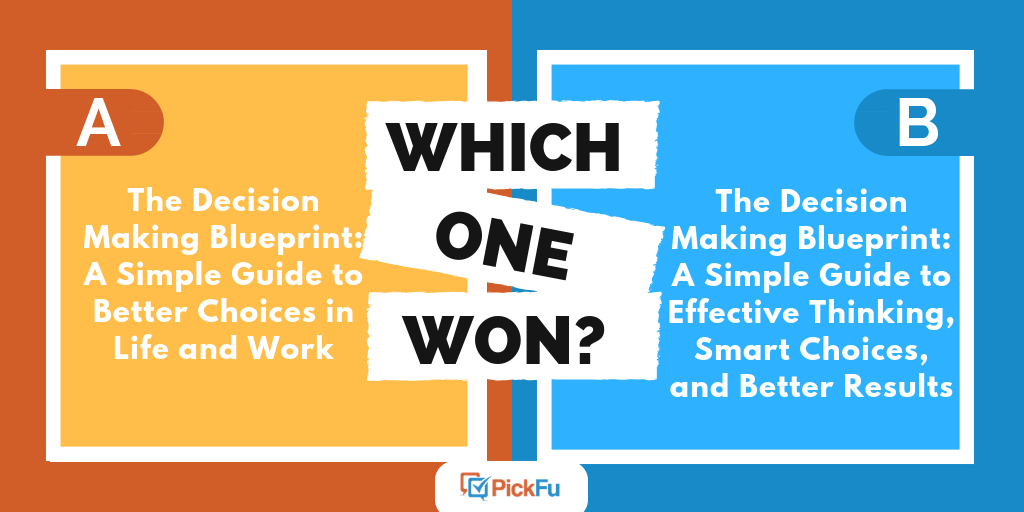 A
The Decision
Making Blueprint:
A Simple Guide to
Better Choices in
Life and Work
WHICH
ONE
WON?
B
The Decision
Making Blueprint:
A Simple Guide to
Effective Thinking,
Smart Choices,
and Better Results
PickFu